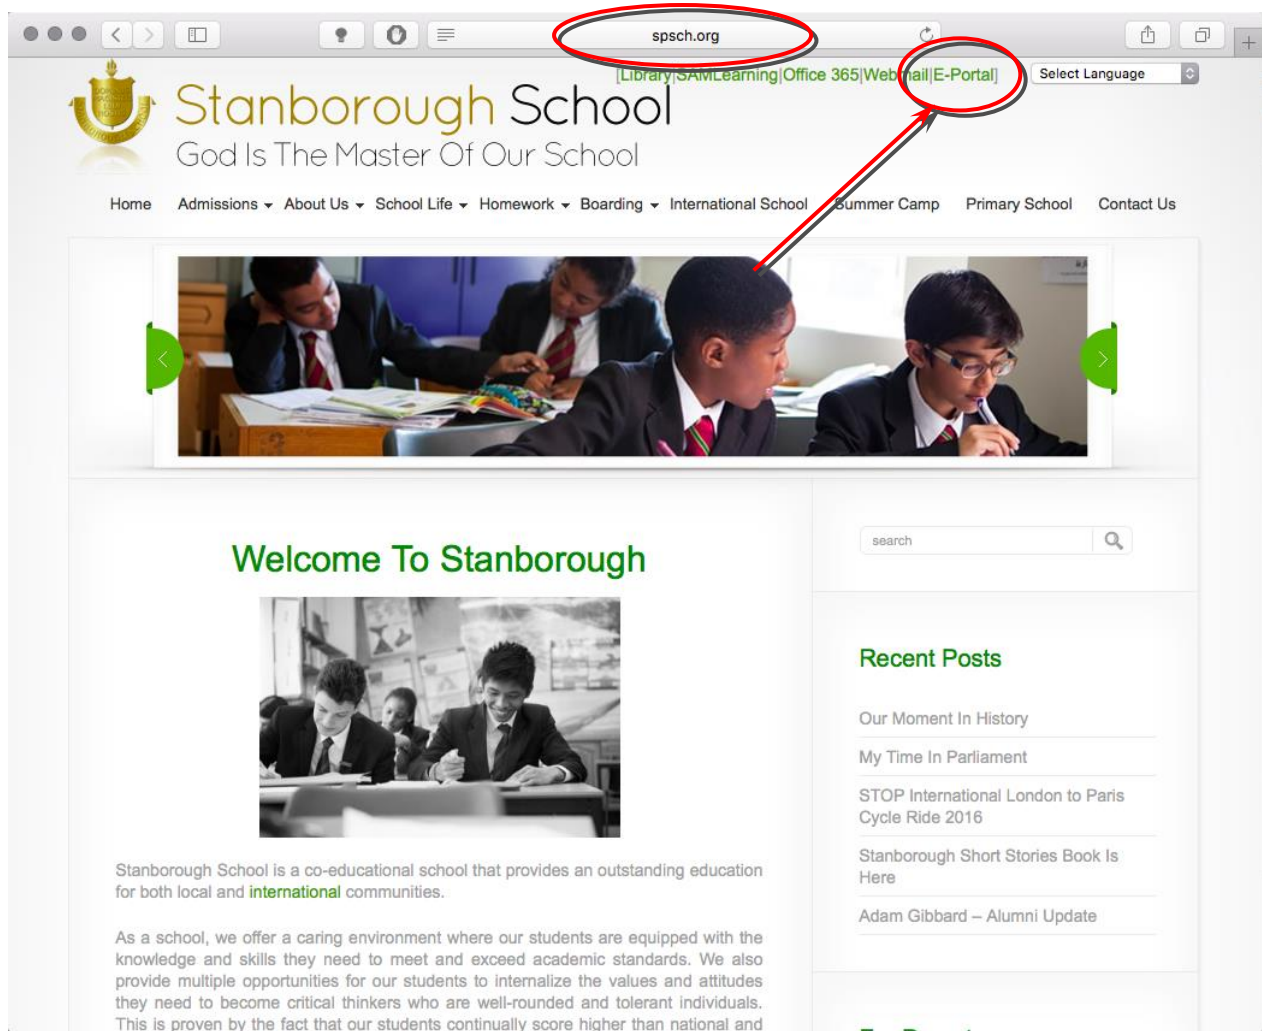 spsch.org
[Library|SAMLearning|Office 365|Webmail|E-Portal]
Select Language
Stanborough School
God Is The Master Of Our School
Home Admissions About Us School Life Homework Boarding International School Summer Camp Primary School Contact Us
Welcome To Stanborough
Stanborough School is a co-educational school that provides an outstanding education
for both local and international communities.
As a school, we offer a caring environment where our students are equipped with the
knowledge and skills they need to meet and exceed academic standards. We also
provide multiple opportunities for our students to internalize the values and attitudes
they need to become critical thinkers who are well-rounded and tolerant individuals.
This is proven by the fact that our students continually score higher than national and
search
Recent Posts
Our Moment In History
My Time In Parliament
STOP International London to Paris
Cycle Ride 2016
Stanborough Short Stories Book Is
Here
Adam Gibbard – Alumni Update